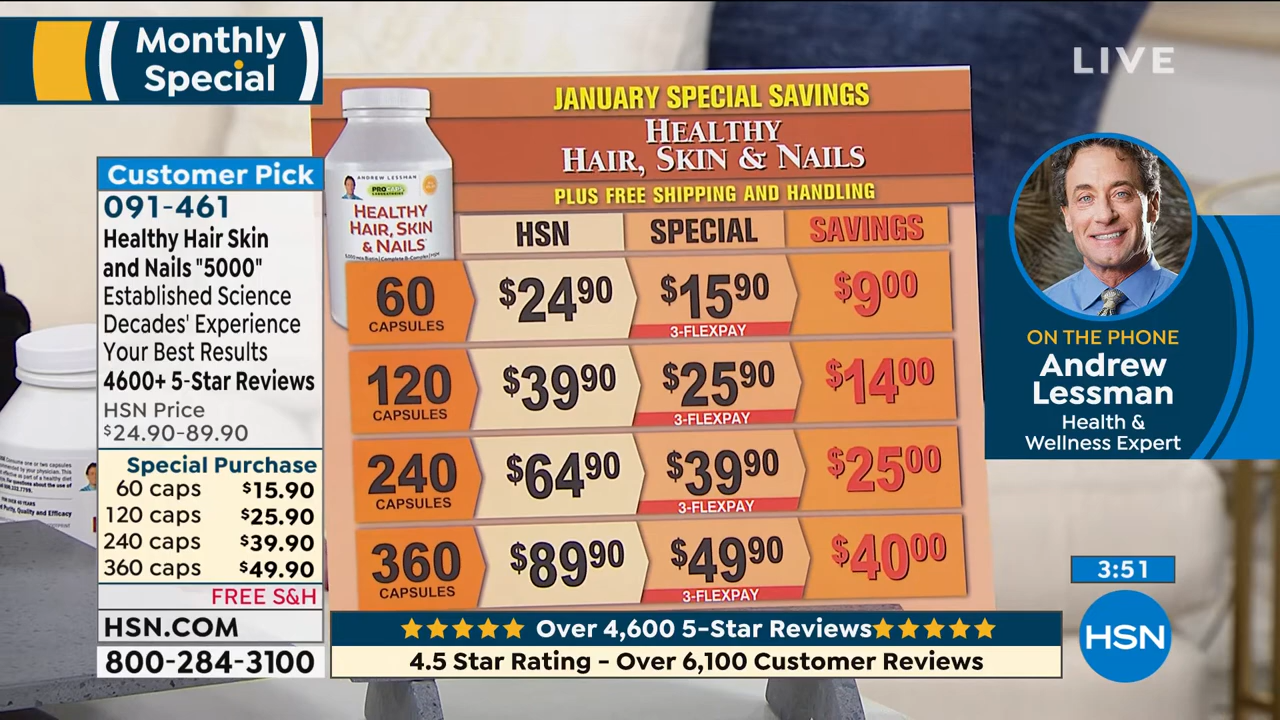 Monthly
Special
LIVE
Customer Pick
091-461
Healthy Hair Skin
and Nails "5000"
Established Science
Decades' Experience
Your Best Results
4600+ 5-Star Reviews
HSN Price
$24.90-89.90
Special Purchase
60 caps $15.90
120 caps $25.90
240 caps $39.90
360 caps $49.90
FREE S&H
HSN.COM
800-284-3100
JANUARY SPECIAL SAVINGS
HEALTHY
HAIR, SKIN & NAILS
PLUS FREE SHIPPING AND HANDLING
ANDREW LESSMAN
PROCAPS
HEALTHY
HAIR, SKIN
& NAILS
HSN SPECIAL SAVINGS
60 CAPSULES $24.90 $15.90 $9.00
3-FLEXPAY
120 CAPSULES $39.90 $25.90 $14.00
3-FLEXPAY
240 CAPSULES $64.90 $39.90 $25.00
3-FLEXPAY
360 CAPSULES $89.90 $49.90 $40.00
3-FLEXPAY
Over 4,600 5-Star Reviews
4.5 Star Rating - Over 6,100 Customer Reviews
ON THE PHONE
Andrew
Lessman
Health &
Wellness Expert
3:51
HSN